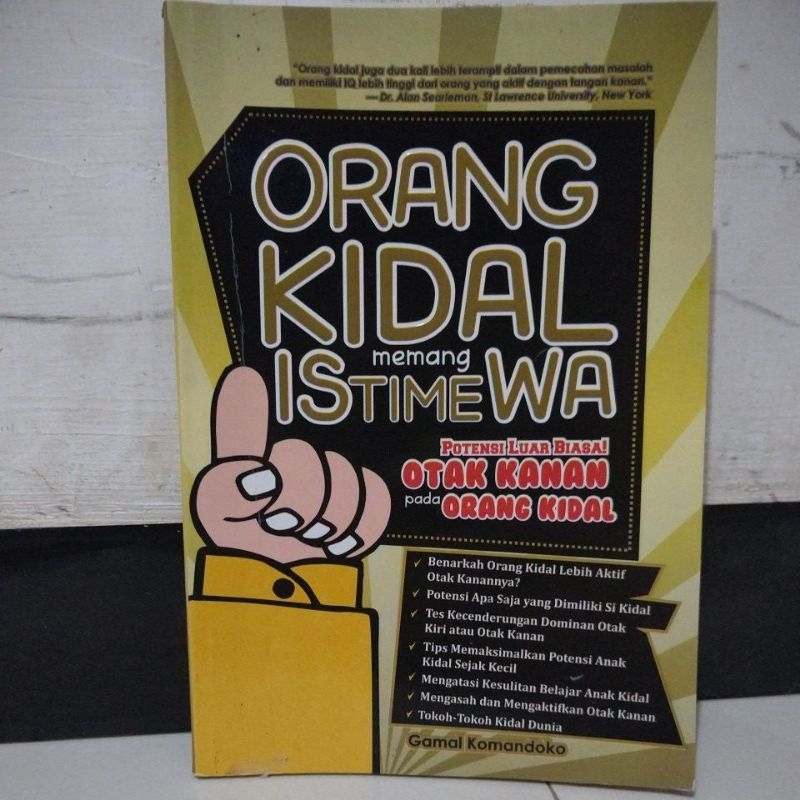 "Orang kidal juga dua kali lebih terampil dalam pemecahan masalah
dan memiliki IQ lebih tinggi dari orang yang aktif dengan tangan kanan."
—Dr. Alan Searleman, St Lawrence University, New York
ORANG
KIDAL
memang
ISTIMEWA
POTENSI LUAR BIASA!
OTAK KANAN
pada ORANG KIDAL
✓ Benarkah Orang Kidal Lebih Aktif
Otak Kanannya?
✓ Potensi Apa Saja yang Dimiliki Si Kidal
✓ Tes Kecenderungan Dominan Otak
Kiri atau Otak Kanan
✓ Tips Memaksimalkan Potensi Anak
Kidal Sejak Kecil
✓ Mengatasi Kesulitan Belajar Anak Kidal
✓ Mengasah dan Mengaktifkan Otak Kanan
✓ Tokoh-Tokoh Kidal Dunia
Gamal Komandoko